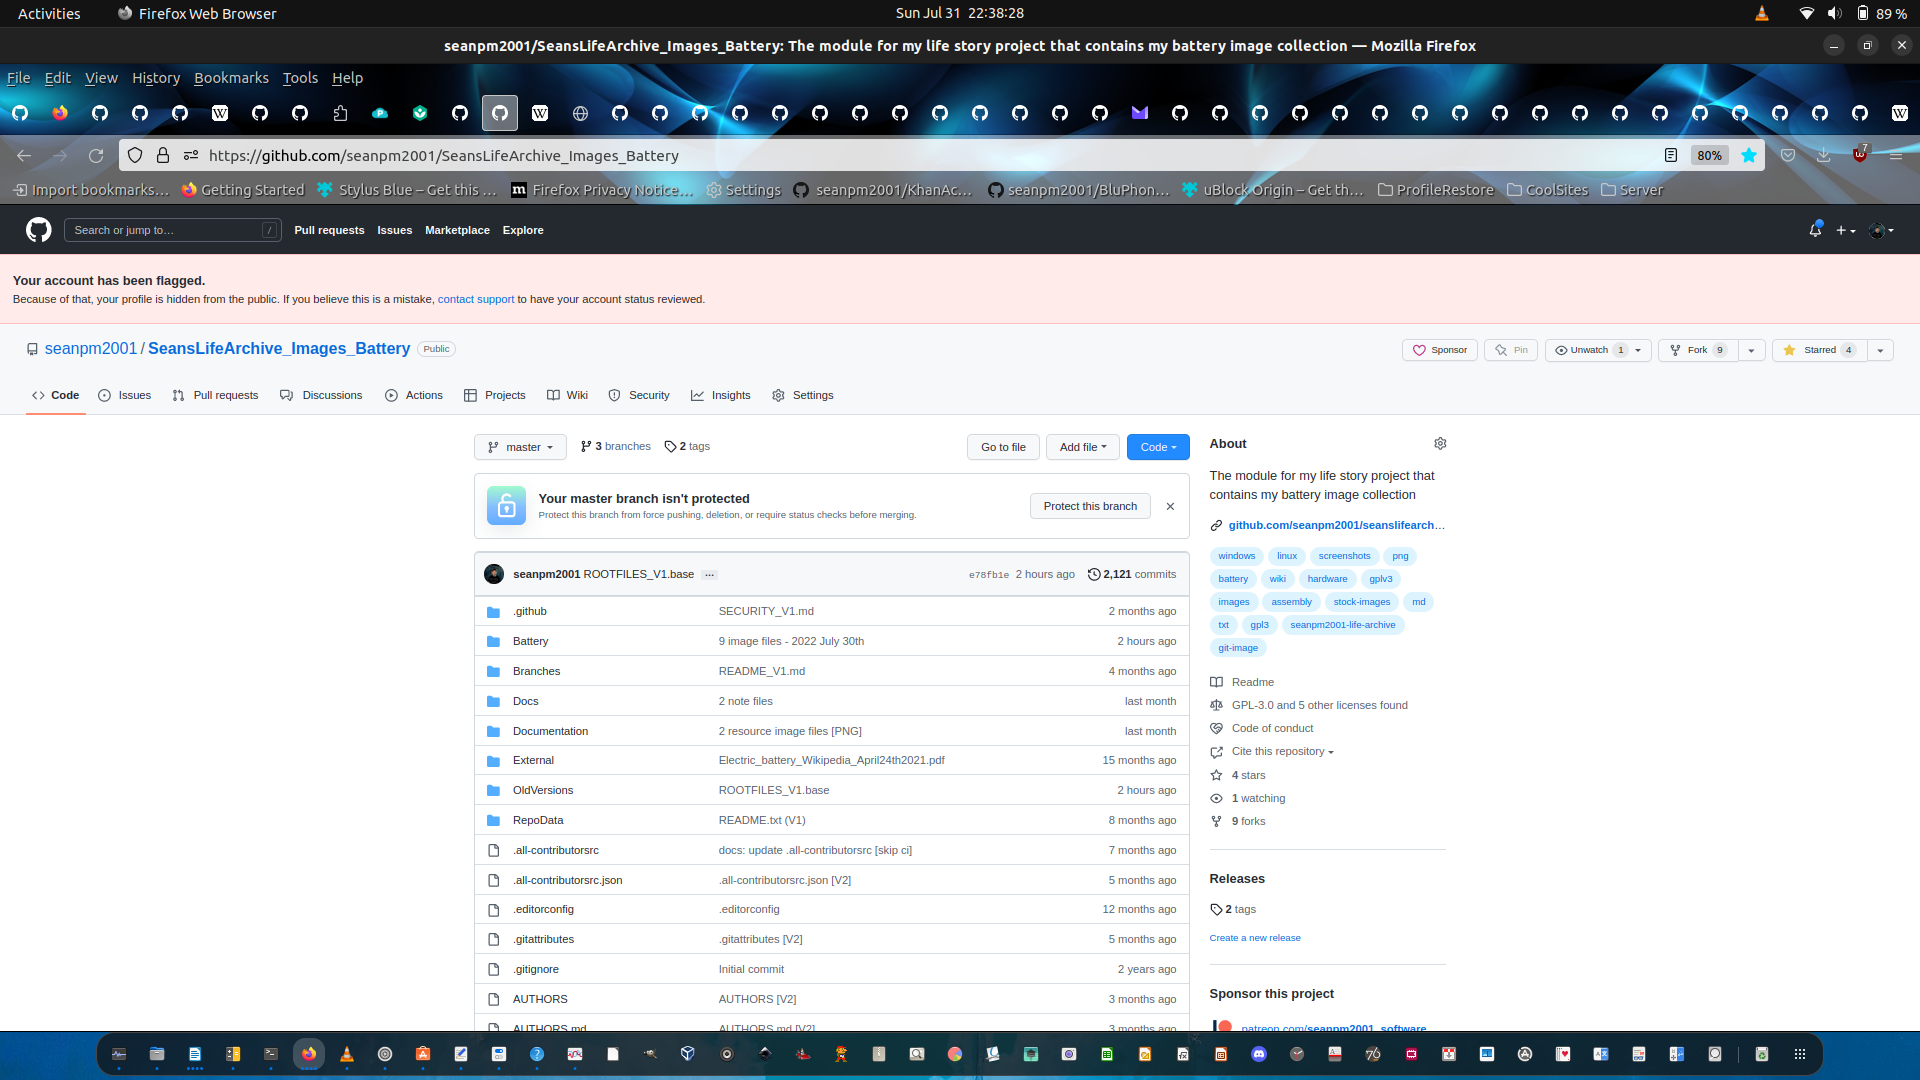 Activities Firefox Web Browser Sun Jul 31 22:38:28 89 %
seanpm2001/SeansLifeArchive_Images_Battery: The module for my life story project that contains my battery image collection — Mozilla Firefox
File Edit View History Bookmarks Tools Help
https://github.com/seanpm2001/SeansLifeArchive_Images_Battery 80% 7
Import bookmarks… Getting Started Stylus Blue – Get this … Firefox Privacy Notice… Settings seanpm2001/KhanAc… seanpm2001/BluPhon… uBlock Origin – Get th… ProfileRestore CoolSites Server
Search or jump to… / Pull requests Issues Marketplace Explore
Your account has been flagged.
Because of that, your profile is hidden from the public. If you believe this is a mistake, contact support to have your account status reviewed.
seanpm2001 / SeansLifeArchive_Images_Battery Public Sponsor Pin Unwatch 1 Fork 9 Starred 4
Code Issues Pull requests Discussions Actions Projects Wiki Security Insights Settings
master 3 branches 2 tags Go to file Add file Code
Your master branch isn't protected
Protect this branch from force pushing, deletion, or require status checks before merging.
Protect this branch
seanpm2001 ROOTFILES_V1.base ... e78fb1e 2 hours ago 2,121 commits
.github SECURITY_V1.md 2 months ago
Battery 9 image files - 2022 July 30th 2 hours ago
Branches README_V1.md 4 months ago
Docs 2 note files last month
Documentation 2 resource image files [PNG] last month
External Electric_battery_Wikipedia_April24th2021.pdf 15 months ago
OldVersions ROOTFILES_V1.base 2 hours ago
RepoData README.txt (V1) 8 months ago
.all-contributorsrc docs: update .all-contributorsrc [skip ci] 7 months ago
.all-contributorsrc.json .all-contributorsrc.json [V2] 5 months ago
.editorconfig .editorconfig 12 months ago
.gitattributes .gitattributes [V2] 5 months ago
.gitignore Initial commit 2 years ago
AUTHORS AUTHORS [V2] 3 months ago
AUTHORS.md AUTHORS.md [V2] 3 months ago
About
The module for my life story project that
contains my battery image collection
github.com/seanpm2001/seanslifearch…
windows linux screenshots png
battery wiki hardware gplv3
images assembly stock-images md
txt gpl3 seanpm2001-life-archive
git-image
Readme
GPL-3.0 and 5 other licenses found
Code of conduct
Cite this repository
4 stars
1 watching
9 forks
Releases
2 tags
Create a new release
Sponsor this project
patreon.com/seanpm2001_software